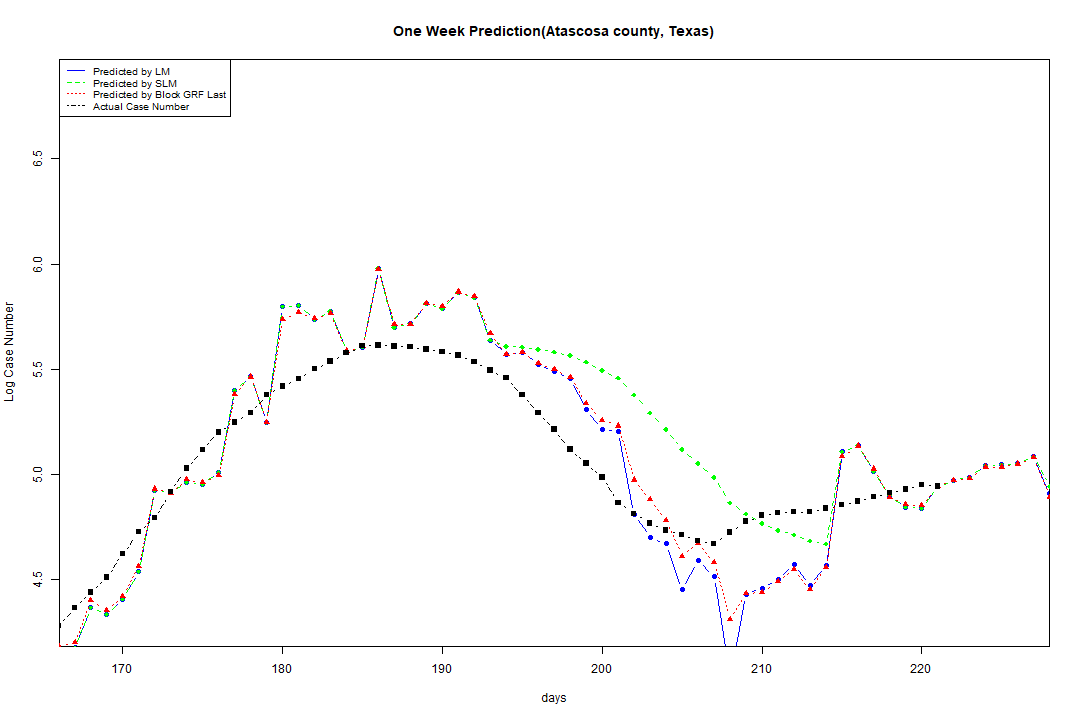 One Week Prediction(Atascosa county, Texas)
Predicted by LM
Predicted by SLM
Predicted by Block GRF Last
Actual Case Number
6.5
6.0
5.5
5.0
4.5
Log Case Number
170 180 190 200 210 220
days